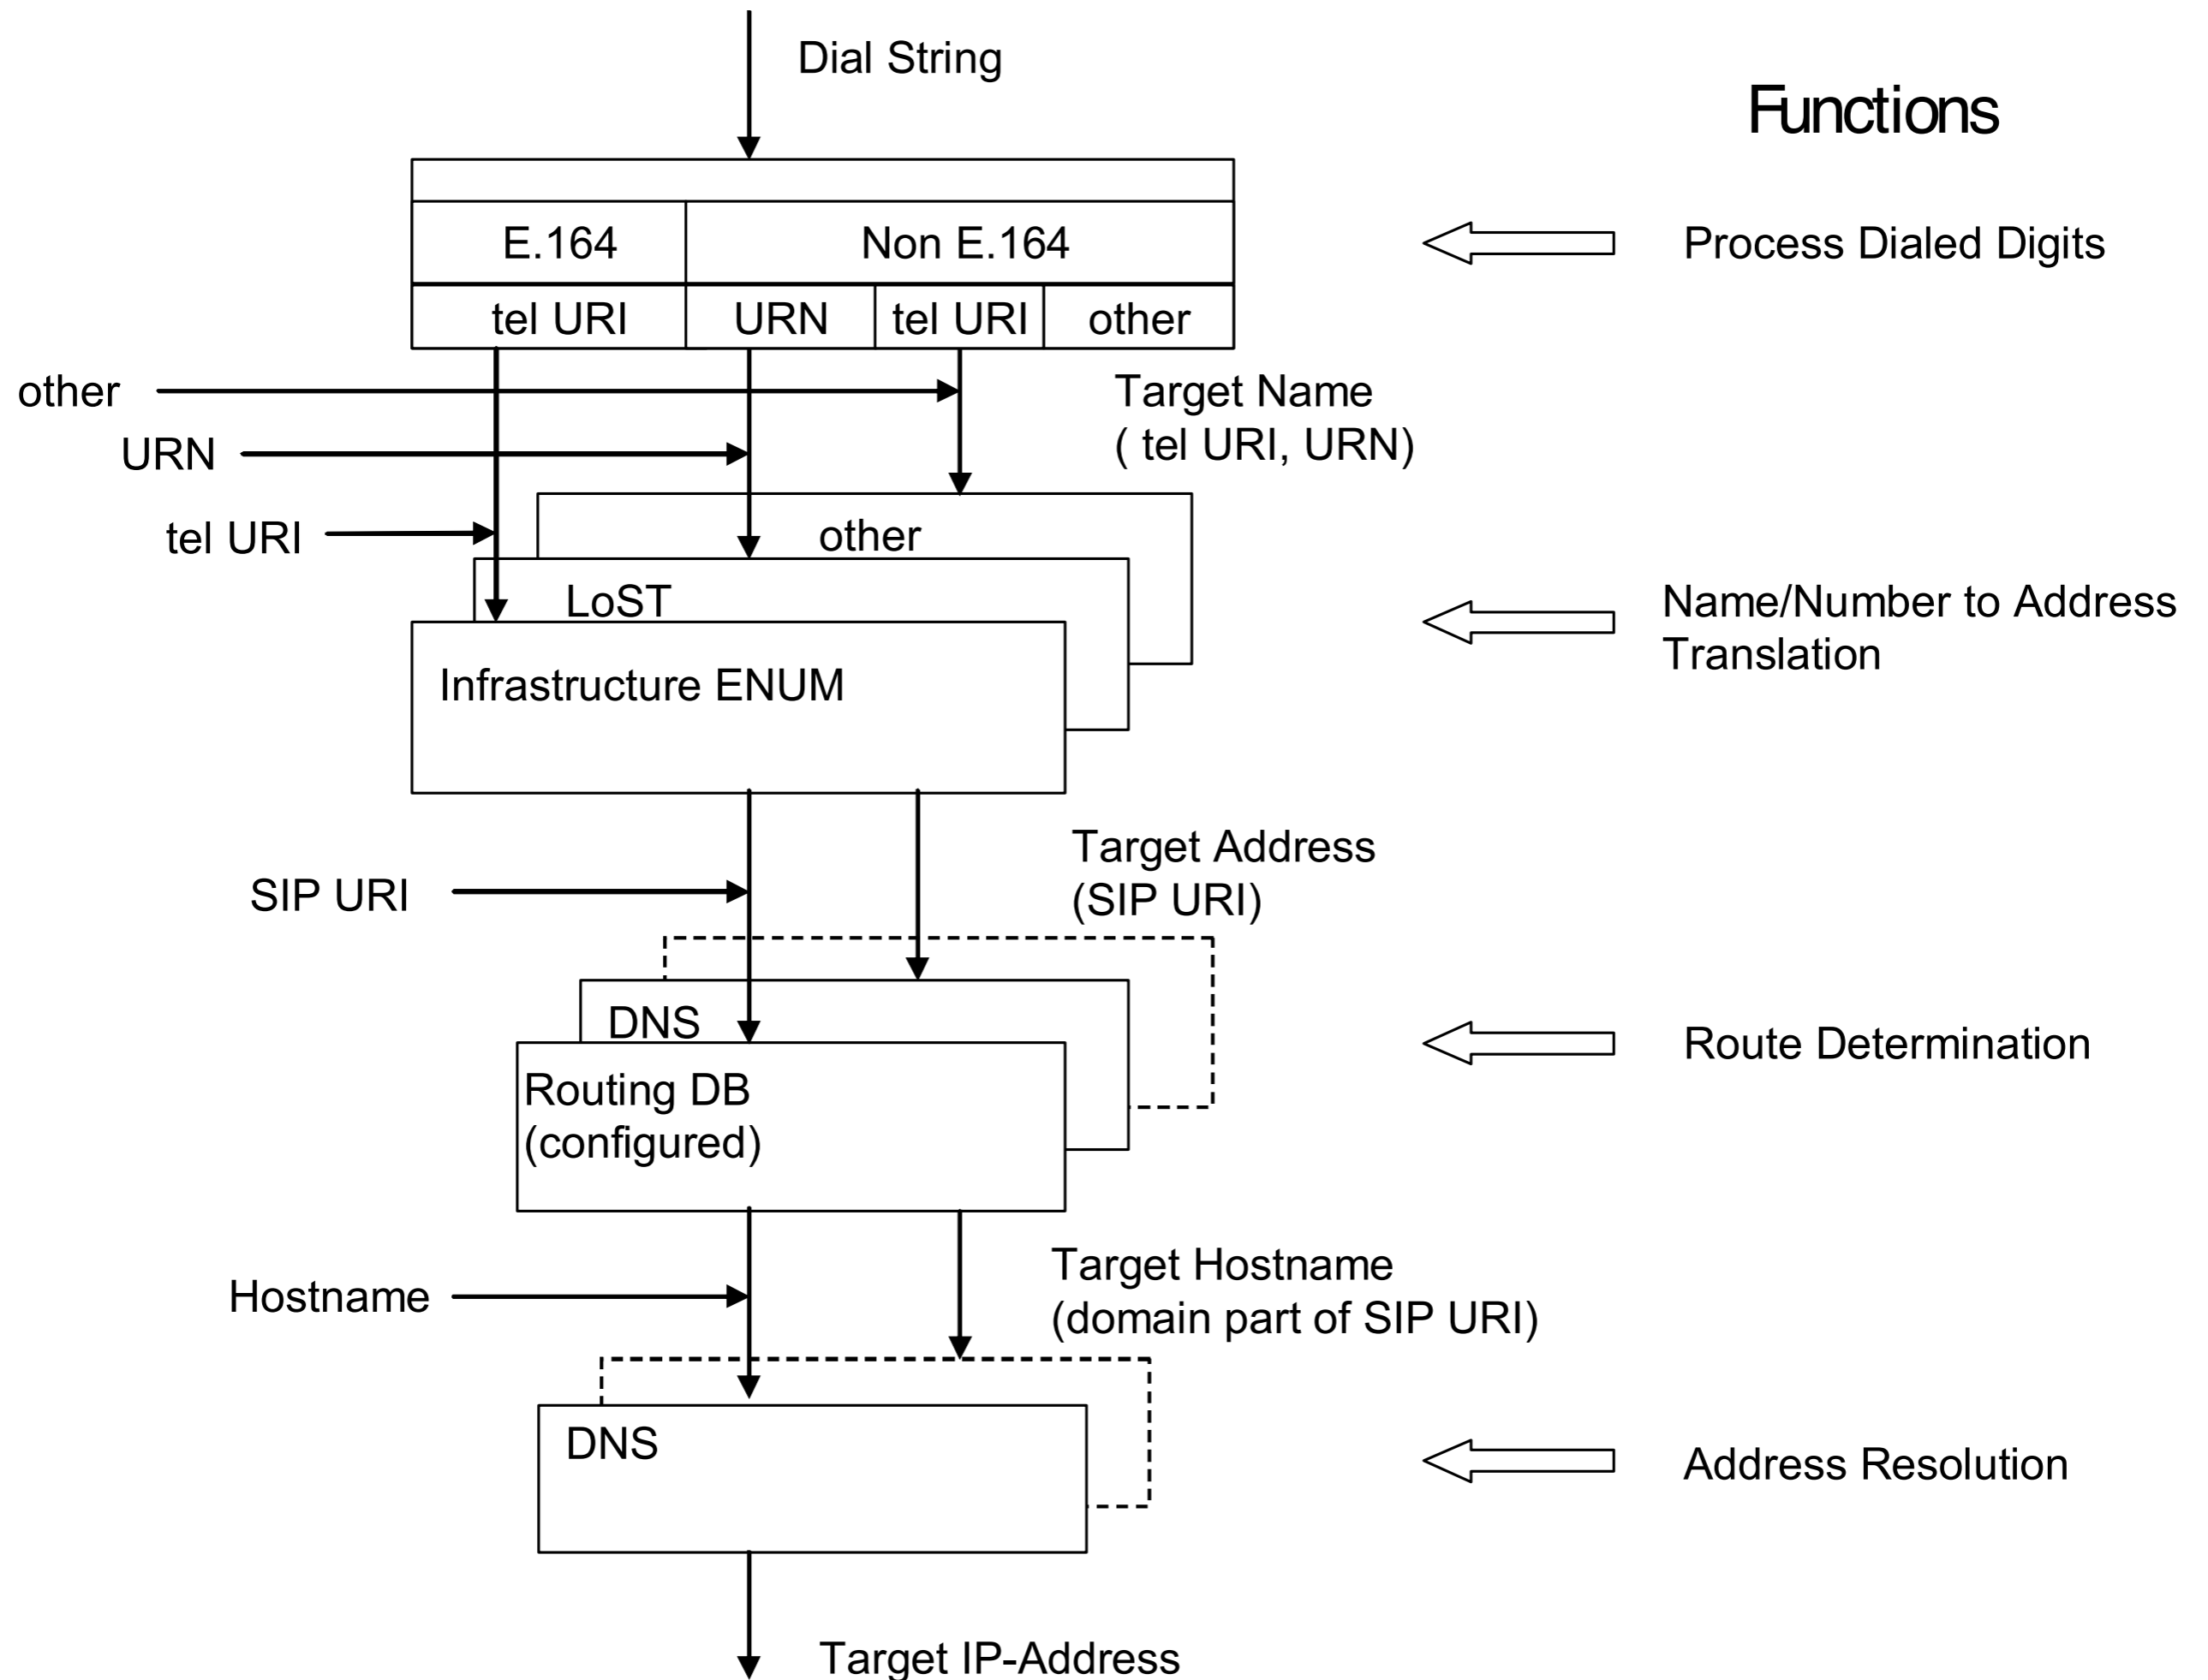 Dial String
Functions
E.164
Non E.164
Process Dialed Digits
tel URI
URN
tel URI
other
other
Target Name
( tel URI, URN)
URN
tel URI
other
LoST
Name/Number to Address
Translation
Infrastructure ENUM
Target Address
(SIP URI)
SIP URI
DNS
Route Determination
Routing DB
(configured)
Target Hostname
(domain part of SIP URI)
Hostname
DNS
Address Resolution
Target IP-Address